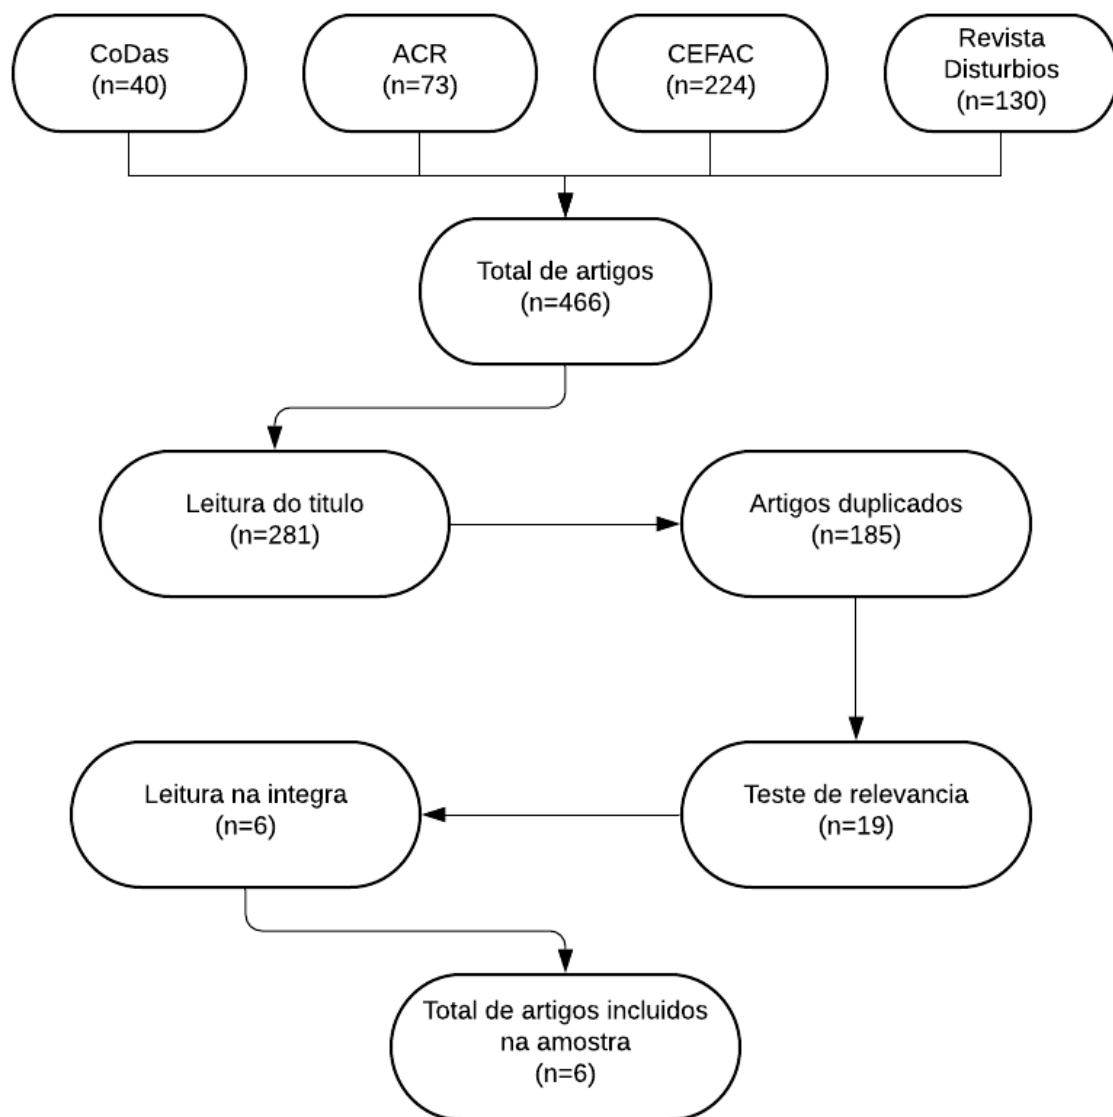 CoDas
(n=40)
ACR
(n=73)
CEFAC
(n=224)
Revista
Disturbios
(n=130)
Total de artigos
(n=466)
Leitura do titulo
(n=281)
Artigos duplicados
(n=185)
Leitura na integra
(n=6)
Teste de relevancia
(n=19)
Total de artigos incluidos
na amostra
(n=6)